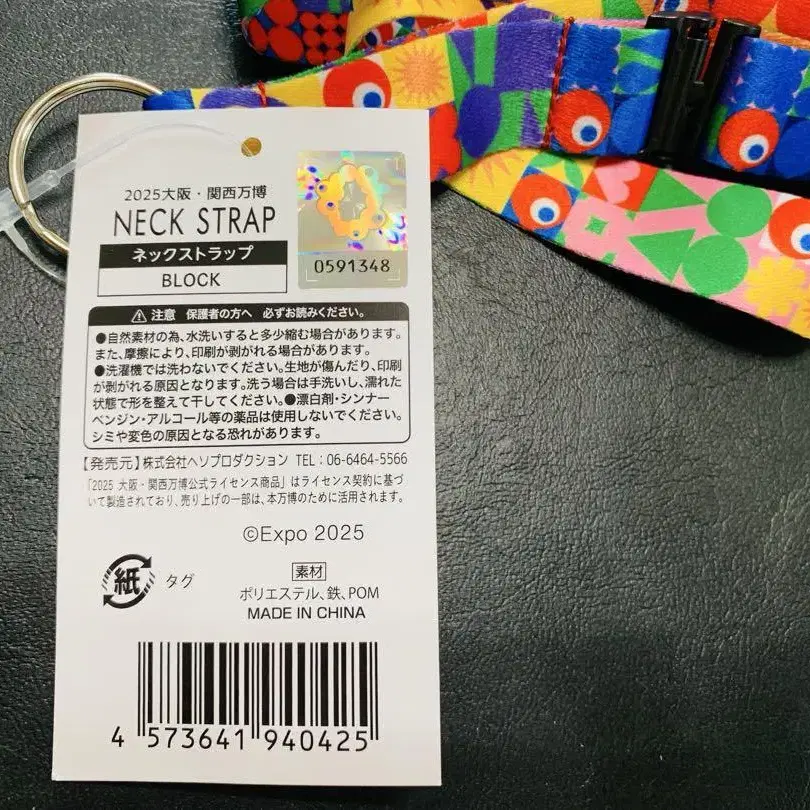 2025大阪・関西万博
NECK STRAP
ネックストラップ
BLOCK
0591348
注意 保護者の方へ 必ずお読みください。
●自然素材の為、水洗いすると多少縮む場合があります。
また、摩擦により、印刷が剥がれる場合があります。
●洗濯機では洗わないでください。生地が傷んだり、印刷
が剥がれる原因となります。洗う場合は手洗いし、濡れた
状態で形を整えて干してください。●漂白剤・シンナー
ベンジン・アルコール等の薬品は使用しないでください。
シミや変色の原因となる恐れがあります。
【発売元】株式会社ヘソプロダクション TEL：06-6464-5566
「2025 大阪・関西万博公式ライセンス商品」はライセンス契約に基づ
いて製造されており、売り上げの一部は、本万博のために活用されます。
©Expo 2025
紙 タグ
素材
ポリエステル、鉄、POM
MADE IN CHINA
4 573641 940425